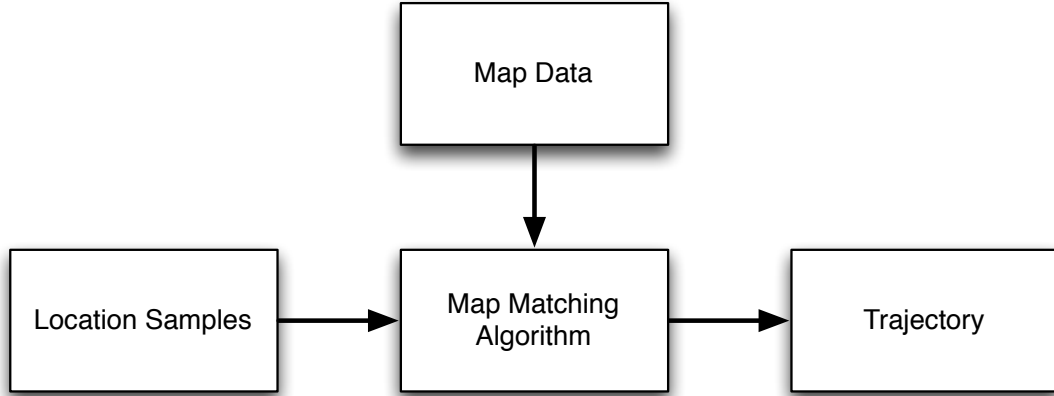 Map Data
Location Samples
Map Matching
Algorithm
Trajectory